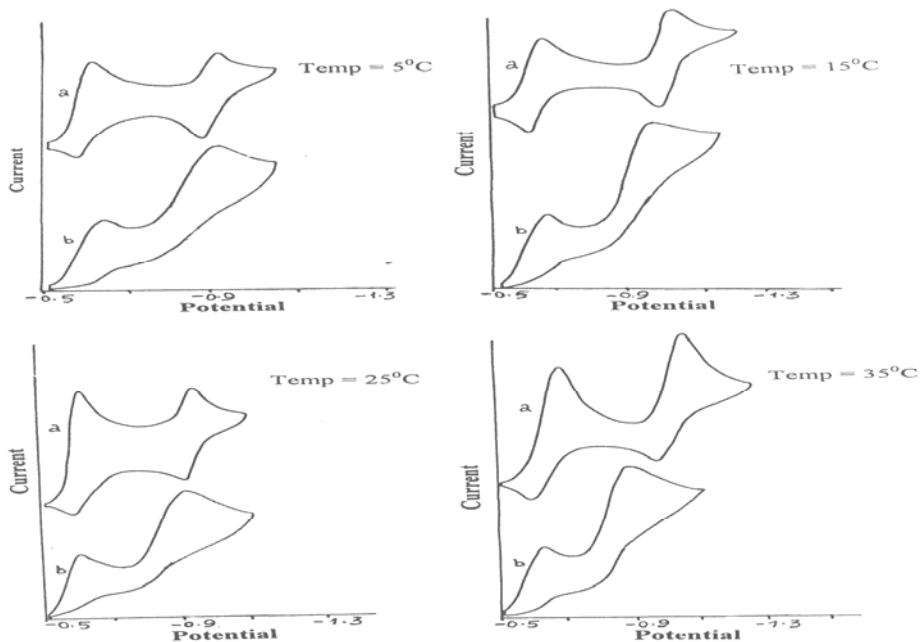 Temp = 5°C
a
b
Current
-0.5
-0.9
-1.3
Potential
Temp = 15°C
a
b
Current
-0.5
-0.9
-1.3
Potential
Temp = 25°C
a
b
Current
-0.5
-0.9
-1.3
Potential
Temp = 35°C
a
b
Current
-0.5
-0.9
-1.3
Potential